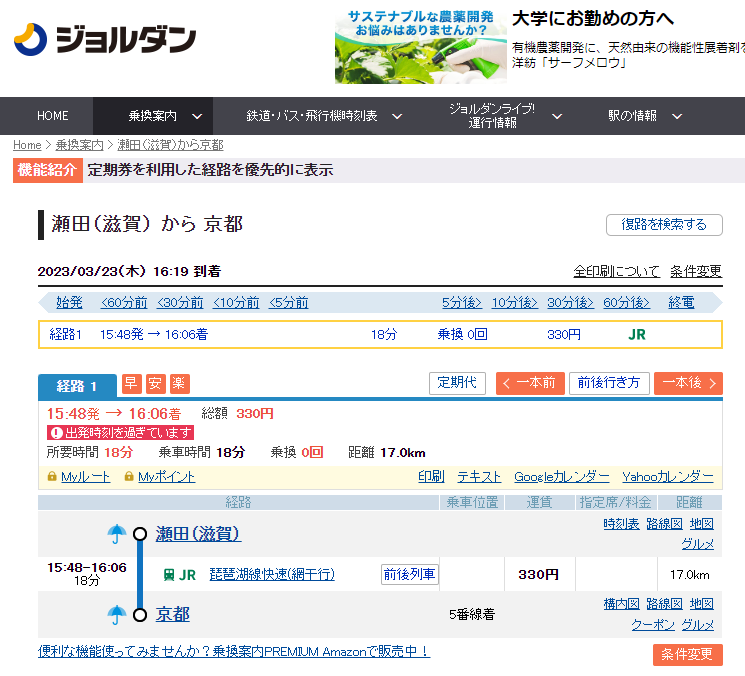 ジョルダン
サステナブルな農薬開発
お悩みはありませんか？
大学にお勤めの方へ
有機農薬開発に、天然由来の機能性展着剤を
洋紡「サーフメロウ」
HOME
乗換案内
鉄道・バス・飛行機時刻表
ジョルダンライブ!
運行情報
駅の情報
Home > 乗換案内 > 瀬田（滋賀）から京都
機能紹介 定期券を利用した経路を優先的に表示
瀬田（滋賀） から 京都
復路を検索する
2023/03/23(木) 16:19 到着
全印刷について 条件変更
始発 <60分前 <30分前 <10分前 <5分前 5分後> 10分後> 30分後> 60分後> 終電
経路1 15:48発 → 16:06着 18分 乗換 0回 330円 JR
経路 1 早 安 楽 定期代 < 一本前 前後行き方 一本後 >
15:48発 → 16:06着 総額 330円
出発時刻を過ぎています
所要時間 18分 乗車時間 18分 乗換 0回 距離 17.0km
Myルート Myポイント 印刷 テキスト Googleカレンダー Yahooカレンダー
経路 乗車位置 運賃 指定席/料金 距離
瀬田（滋賀） 時刻表 路線図 地図
グルメ
15:48-16:06
18分
JR 琵琶湖線快速(網干行) 前後列車 330円 17.0km
京都 5番線着 構内図 路線図 地図
クーポン グルメ
便利な機能使ってみませんか？乗換案内PREMIUM Amazonで販売中！
条件変更